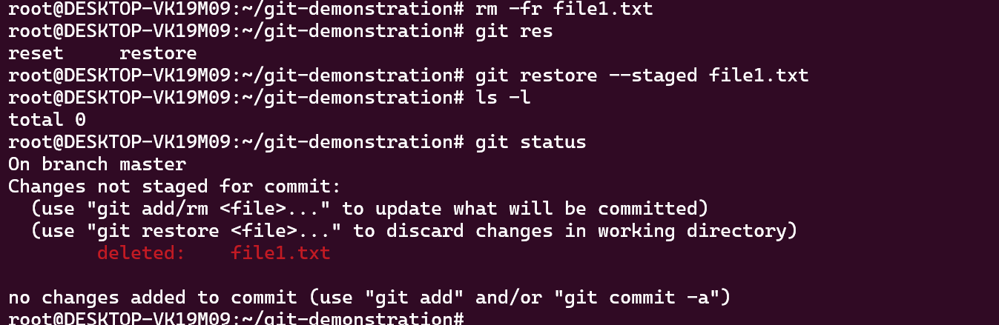 root@DESKTOP-VK19M09:~/git-demonstration# rm -fr file1.txt
root@DESKTOP-VK19M09:~/git-demonstration# git res
reset     restore
root@DESKTOP-VK19M09:~/git-demonstration# git restore --staged file1.txt
root@DESKTOP-VK19M09:~/git-demonstration# ls -l
total 0
root@DESKTOP-VK19M09:~/git-demonstration# git status
On branch master
Changes not staged for commit:
  (use "git add/rm <file>..." to update what will be committed)
  (use "git restore <file>..." to discard changes in working directory)
        deleted:    file1.txt

no changes added to commit (use "git add" and/or "git commit -a")
root@DESKTOP-VK19M09:~/git-demonstration#